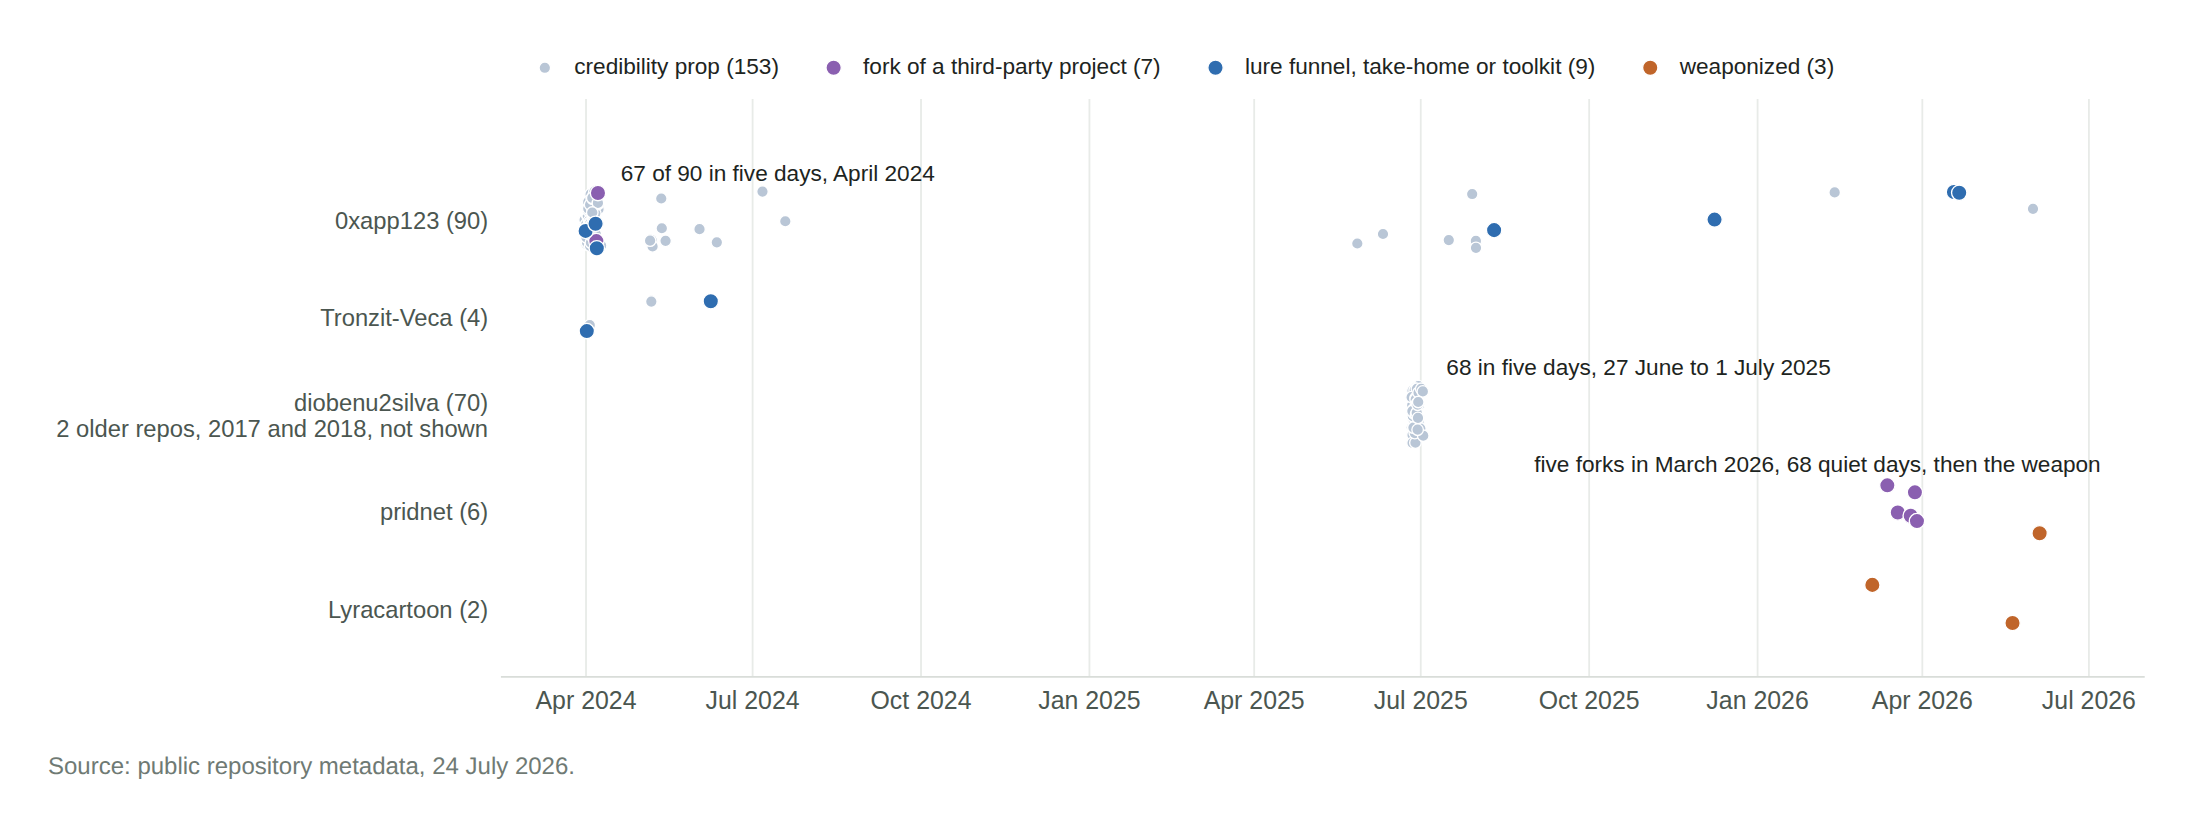 credibility prop (153) fork of a third-party project (7) lure funnel, take-home or toolkit (9) weaponized (3)
67 of 90 in five days, April 2024
0xapp123 (90)
Tronzit-Veca (4)
68 in five days, 27 June to 1 July 2025
diobenu2silva (70)
2 older repos, 2017 and 2018, not shown
five forks in March 2026, 68 quiet days, then the weapon
pridnet (6)
Lyracartoon (2)
Apr 2024 Jul 2024 Oct 2024 Jan 2025 Apr 2025 Jul 2025 Oct 2025 Jan 2026 Apr 2026 Jul 2026
Source: public repository metadata, 24 July 2026.